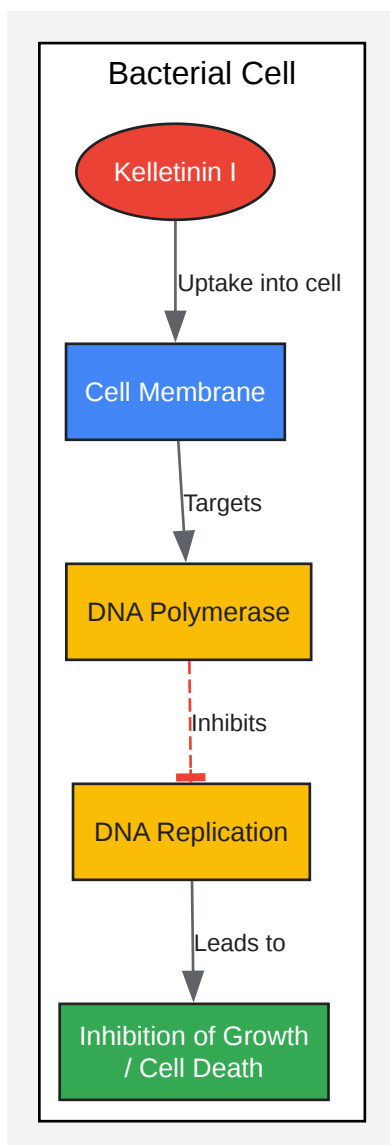 Bacterial Cell
Kelletinin I
Uptake into cell
Cell Membrane
Targets
DNA Polymerase
Inhibits
DNA Replication
Leads to
Inhibition of Growth
/ Cell Death